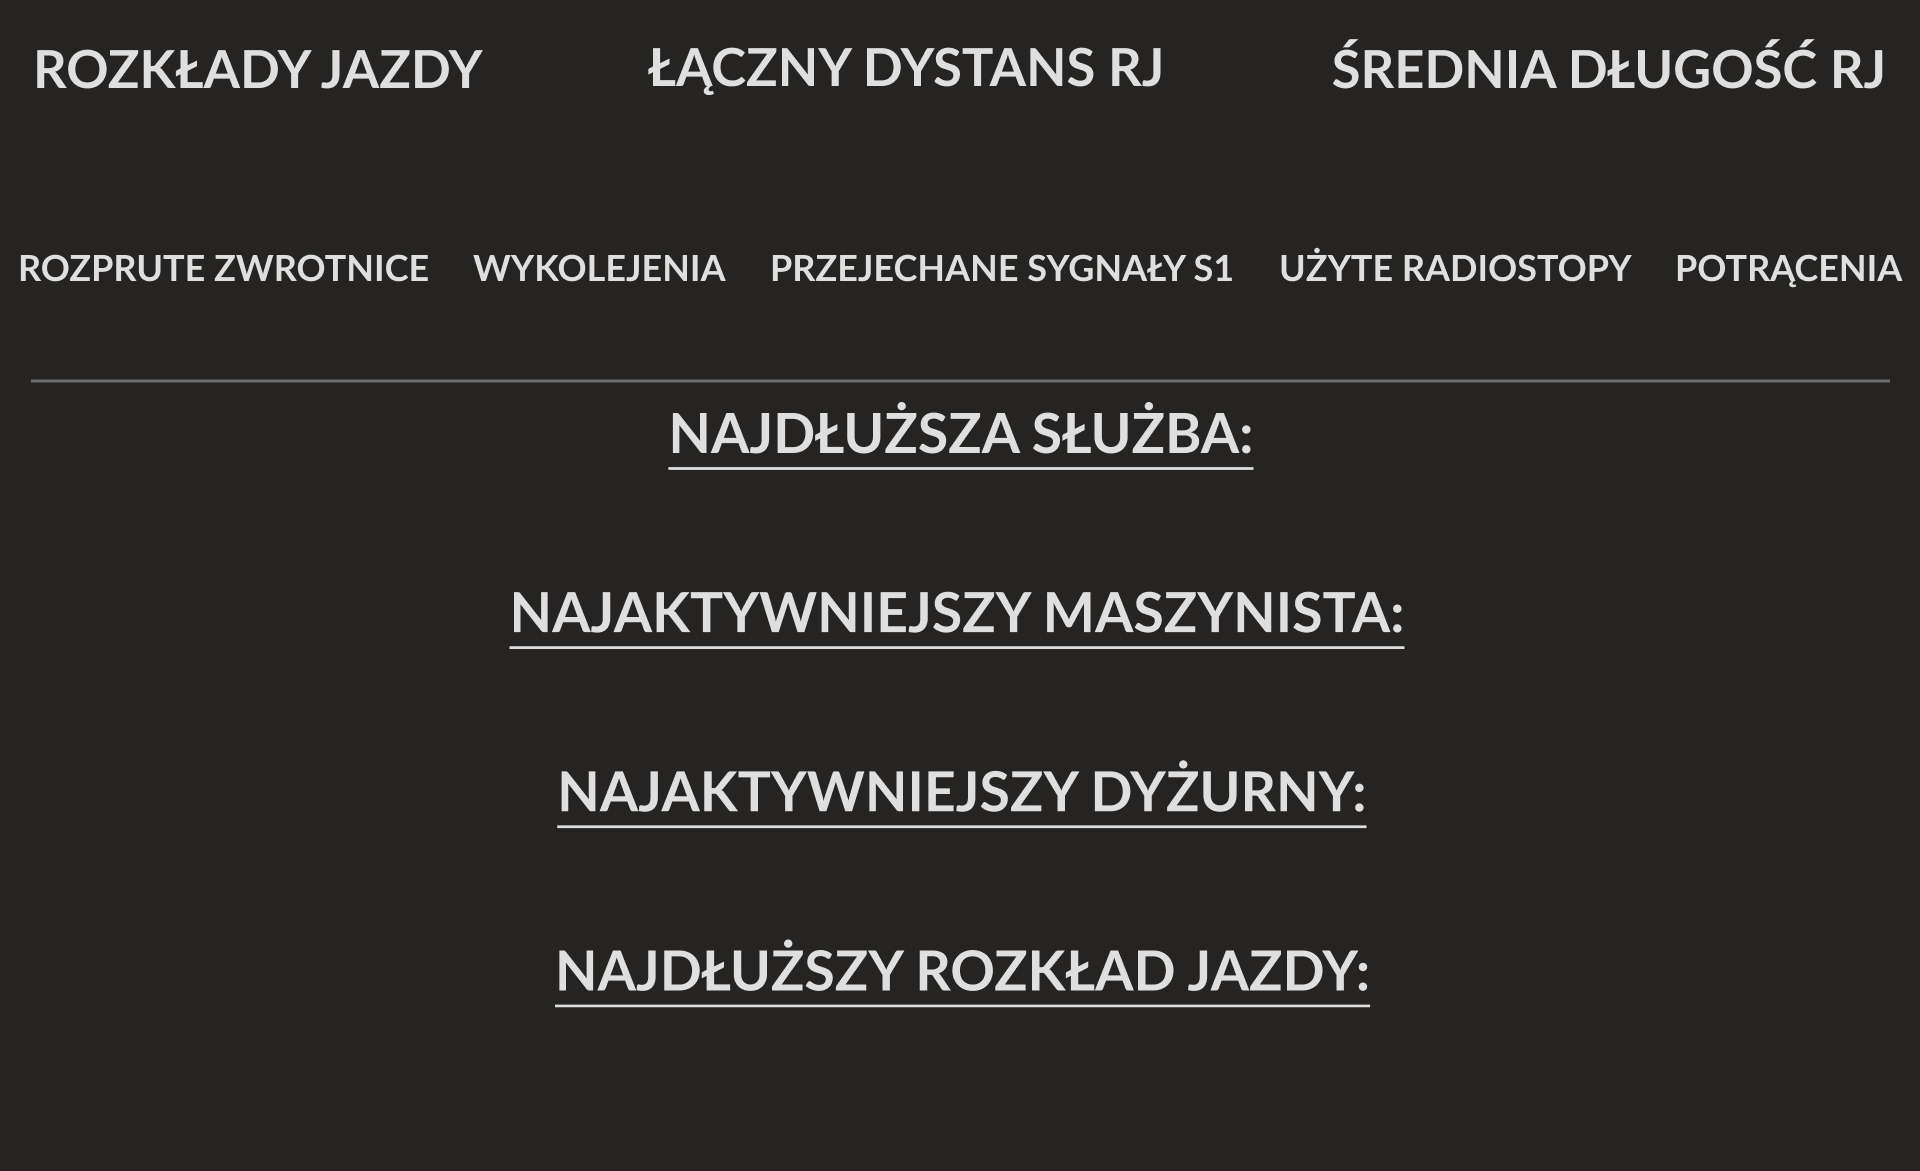 ROZKŁADY JAZDY ŁĄCZNY DYSTANS RJ ŚREDNIA DŁUGOŚĆ RJ
ROZPRUTE ZWROTNICE WYKOLEJENIA PRZEJECHANE SYGNAŁY S1 UŻYTE RADIOSTOPY POTRĄCENIA
NAJDŁUŻSZA SŁUŻBA:
NAJAKTYWNIEJSZY MASZYNISTA:
NAJAKTYWNIEJSZY DYŻURNY:
NAJDŁUŻSZY ROZKŁAD JAZDY: